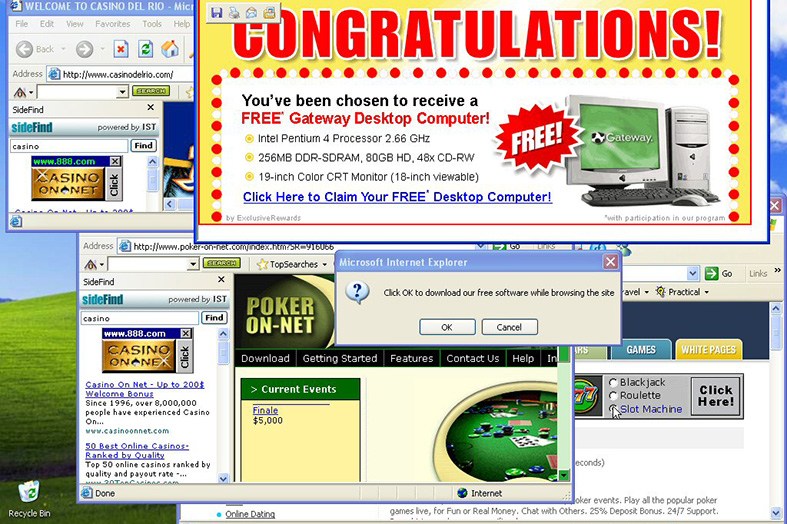 WELCOME TO CASINO DEL RIO - Micros
File Edit View Favorites Tools
Back
Address http://www.casinodelrio.com/
SEARCH
SideFind
sideFind powered by IST
casino Find
www.888.com
CASINO
ON NET
Click
CONGRATULATIONS!
You've been chosen to receive a
FREE* Gateway Desktop Computer!
Intel Pentium 4 Processor 2.66 GHz
256MB DDR-SDRAM, 80GB HD, 48x CD-RW
19-inch Color CRT Monitor (18-inch viewable)
Click Here to Claim Your FREE* Desktop Computer!
FREE!
Gateway.
by ExclusiveRewards
*with participation in our program
Address http://www.poker-on-net.com/index.htm?SR=916066
Go Links
SEARCH TopSearches
SideFind
sideFind powered by IST
casino Find
www.888.com
CASINO
ON NET
Click
Casino On Net - Up to 200$
Welcome Bonus
Since 1996, over 8,000,000
people have experienced Casino
On...
www.casinoonnet.com
50 Best Online Casinos-
Ranked by Quality
Top 50 online casinos ranked by
quality and payout rate -...
Done
Internet
POKER
ON-NET
Download Getting Started Features Contact Us Help In
> Current Events
Finale
$5,000
Microsoft Internet Explorer
Click OK to download our free software while browsing the site
OK Cancel
Go Links »
ravel Practical
ARS GAMES WHITE PAGES
Blackjack
Roulette
Slot Machine
Click
Here!
econds)
oker events. Play all the popular poker
games live, for Fun or Real Money. Chat with Others. 25% Deposit Bonus. 24/7 Support.
Online Dating
Recycle Bin